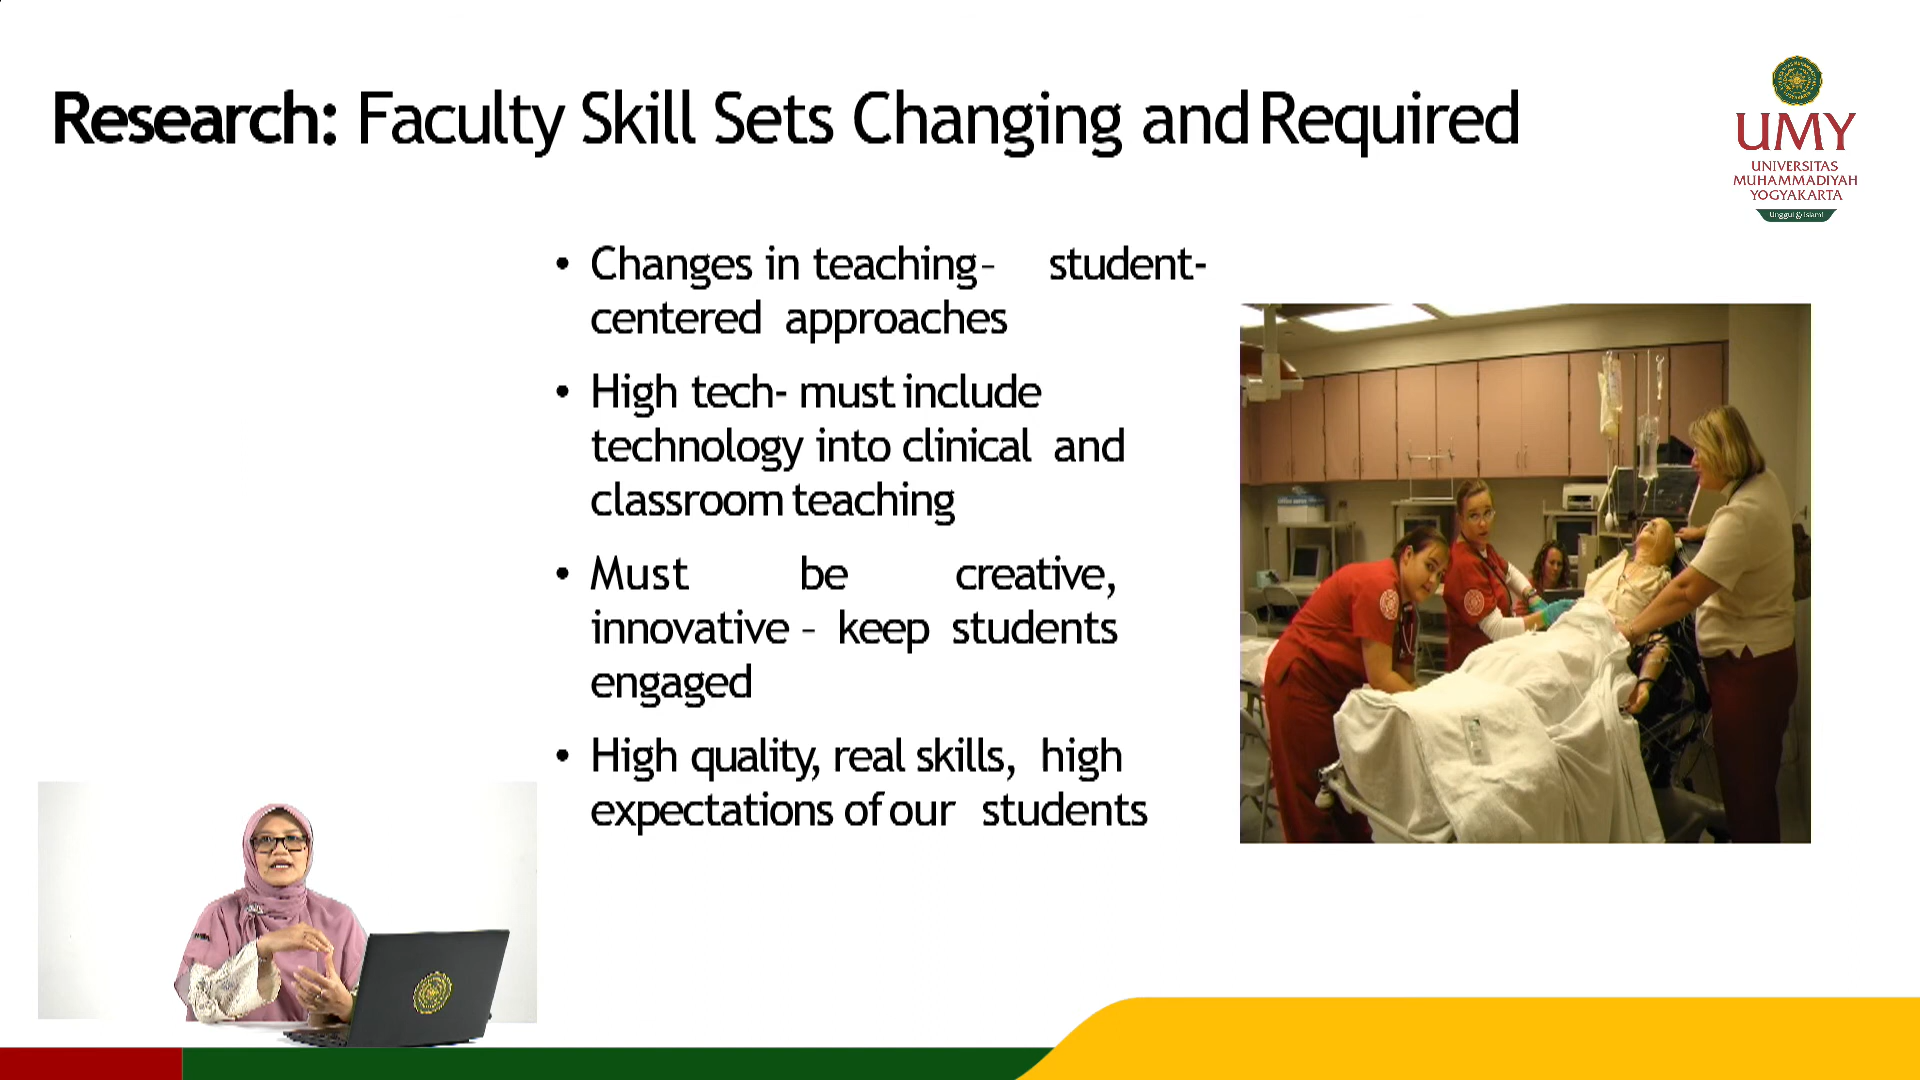 Research: Faculty Skill Sets Changing and Required
UMY
UNIVERSITAS
MUHAMMADIYAH
YOGYAKARTA
Unggul & Islami
• Changes in teaching– student-
centered approaches
• High tech- must include
technology into clinical and
classroom teaching
• Must be creative,
innovative – keep students
engaged
• High quality, real skills, high
expectations of our students